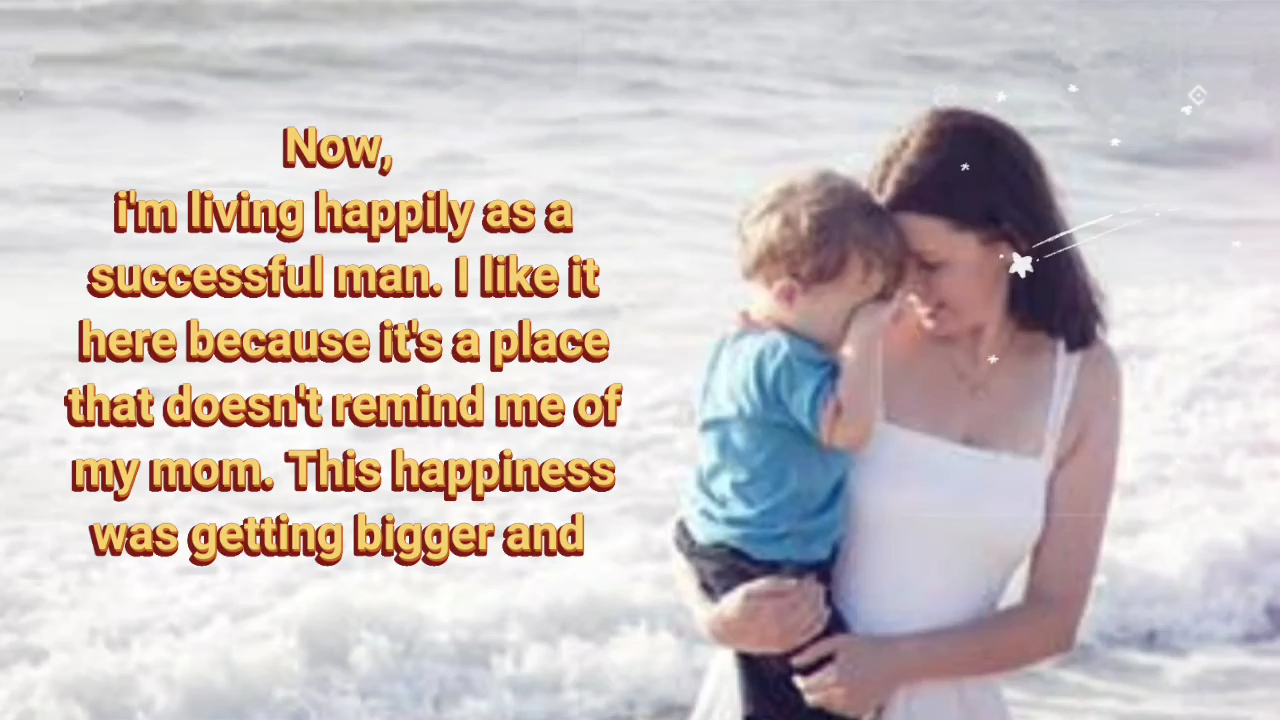 Now,
i'm living happily as a
successful man. I like it
here because it's a place
that doesn't remind me of
my mom. This happiness
was getting bigger and